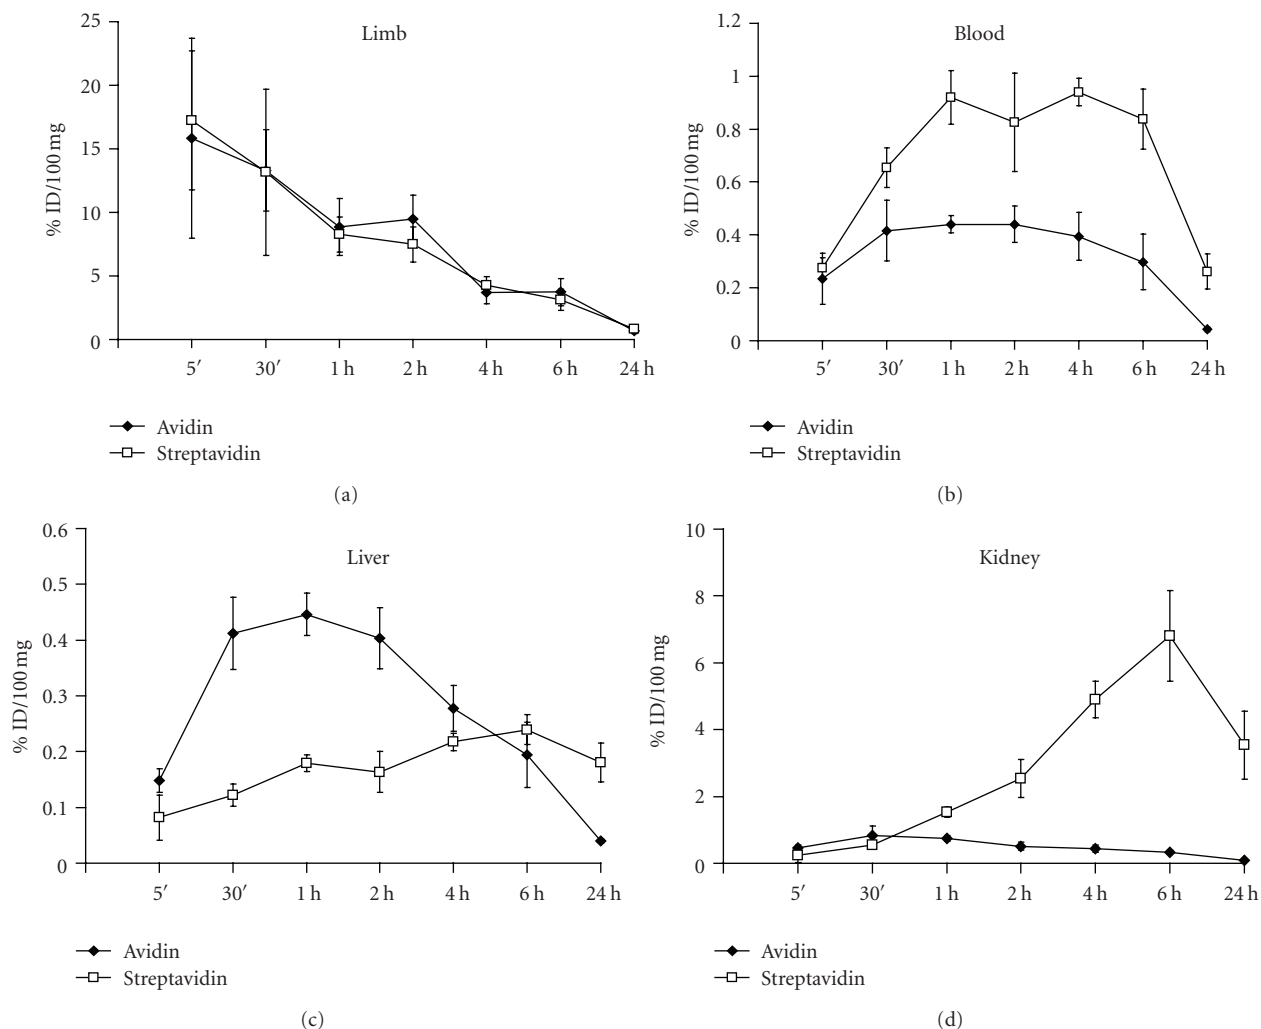 Limb
% ID/100 mg
25
20
15
10
5
0
5′ 30′ 1 h 2 h 4 h 6 h 24 h
Avidin
Streptavidin
(a)
Blood
% ID/100 mg
1.2
1
0.8
0.6
0.4
0.2
0
5′ 30′ 1 h 2 h 4 h 6 h 24 h
Avidin
Streptavidin
(b)
Liver
% ID/100 mg
0.6
0.5
0.4
0.3
0.2
0.1
0
5′ 30′ 1 h 2 h 4 h 6 h 24 h
Avidin
Streptavidin
(c)
Kidney
% ID/100 mg
10
8
6
4
2
0
5′ 30′ 1 h 2 h 4 h 6 h 24 h
Avidin
Streptavidin
(d)